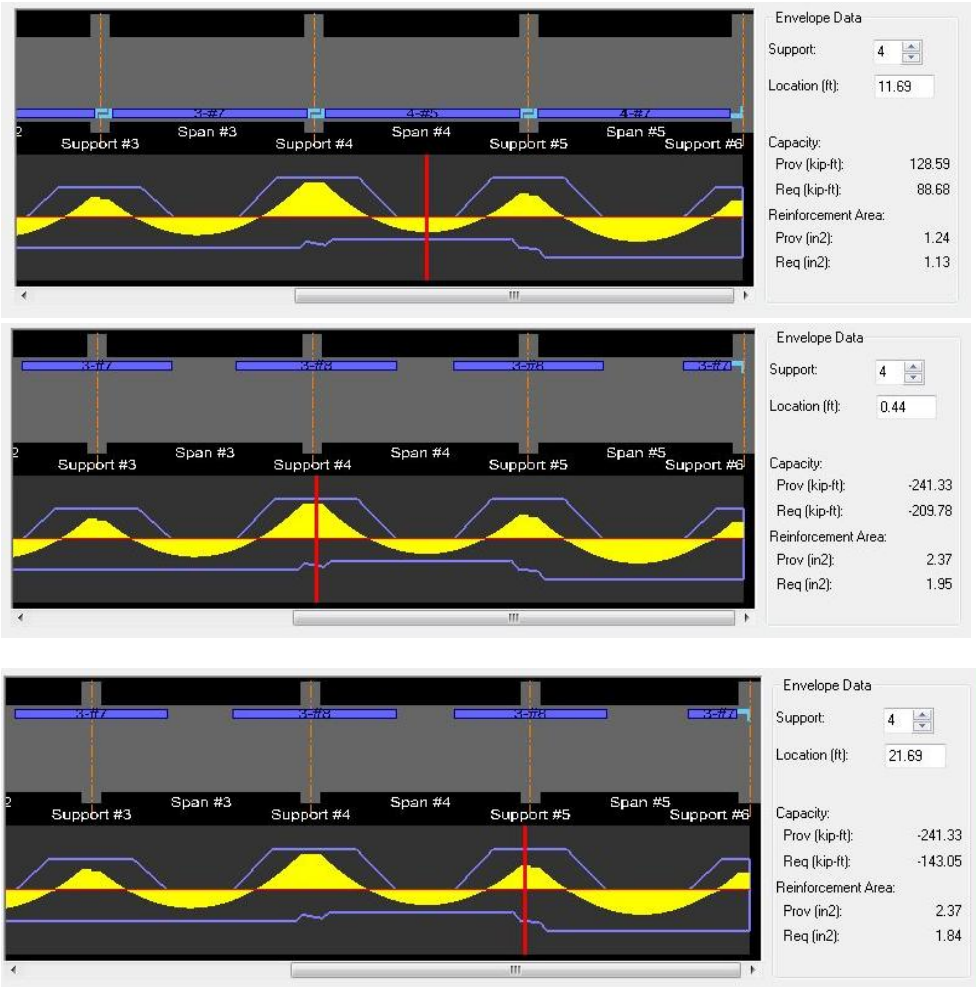 Envelope Data
Support: 4
Location (ft): 11.69
3-#7 4-#5 4-#7
2 Span #3 Span #4 Span #5
Support #3 Support #4 Support #5 Support #6
Capacity:
Prov (kip-ft): 128.59
Req (kip-ft): 88.68
Reinforcement Area:
Prov (in2): 1.24
Req (in2): 1.13
Envelope Data
3-#7 3-#8 3-#8 3-#7
Support: 4
Location (ft): 0.44
2 Span #3 Span #4 Span #5
Support #3 Support #4 Support #5 Support #6
Capacity:
Prov (kip-ft): -241.33
Req (kip-ft): -209.78
Reinforcement Area:
Prov (in2): 2.37
Req (in2): 1.95
Envelope Data
3-#7 3-#8 3-#8 3-#7
Support: 4
Location (ft): 21.69
2 Span #3 Span #4 Span #5
Support #3 Support #4 Support #5 Support #6
Capacity:
Prov (kip-ft): -241.33
Req (kip-ft): -143.05
Reinforcement Area:
Prov (in2): 2.37
Req (in2): 1.84